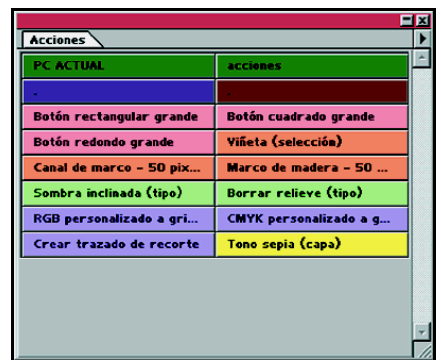 Acciones
PC ACTUAL acciones
. .
Botón rectangular grande Botón cuadrado grande
Botón redondo grande Viñeta (selección)
Canal de marco - 50 pix... Marco de madera - 50 ...
Sombra inclinada (tipo) Borrar relieve (tipo)
RGB personalizado a gri... CMYK personalizado a g...
Crear trazado de recorte Tono sepia (capa)